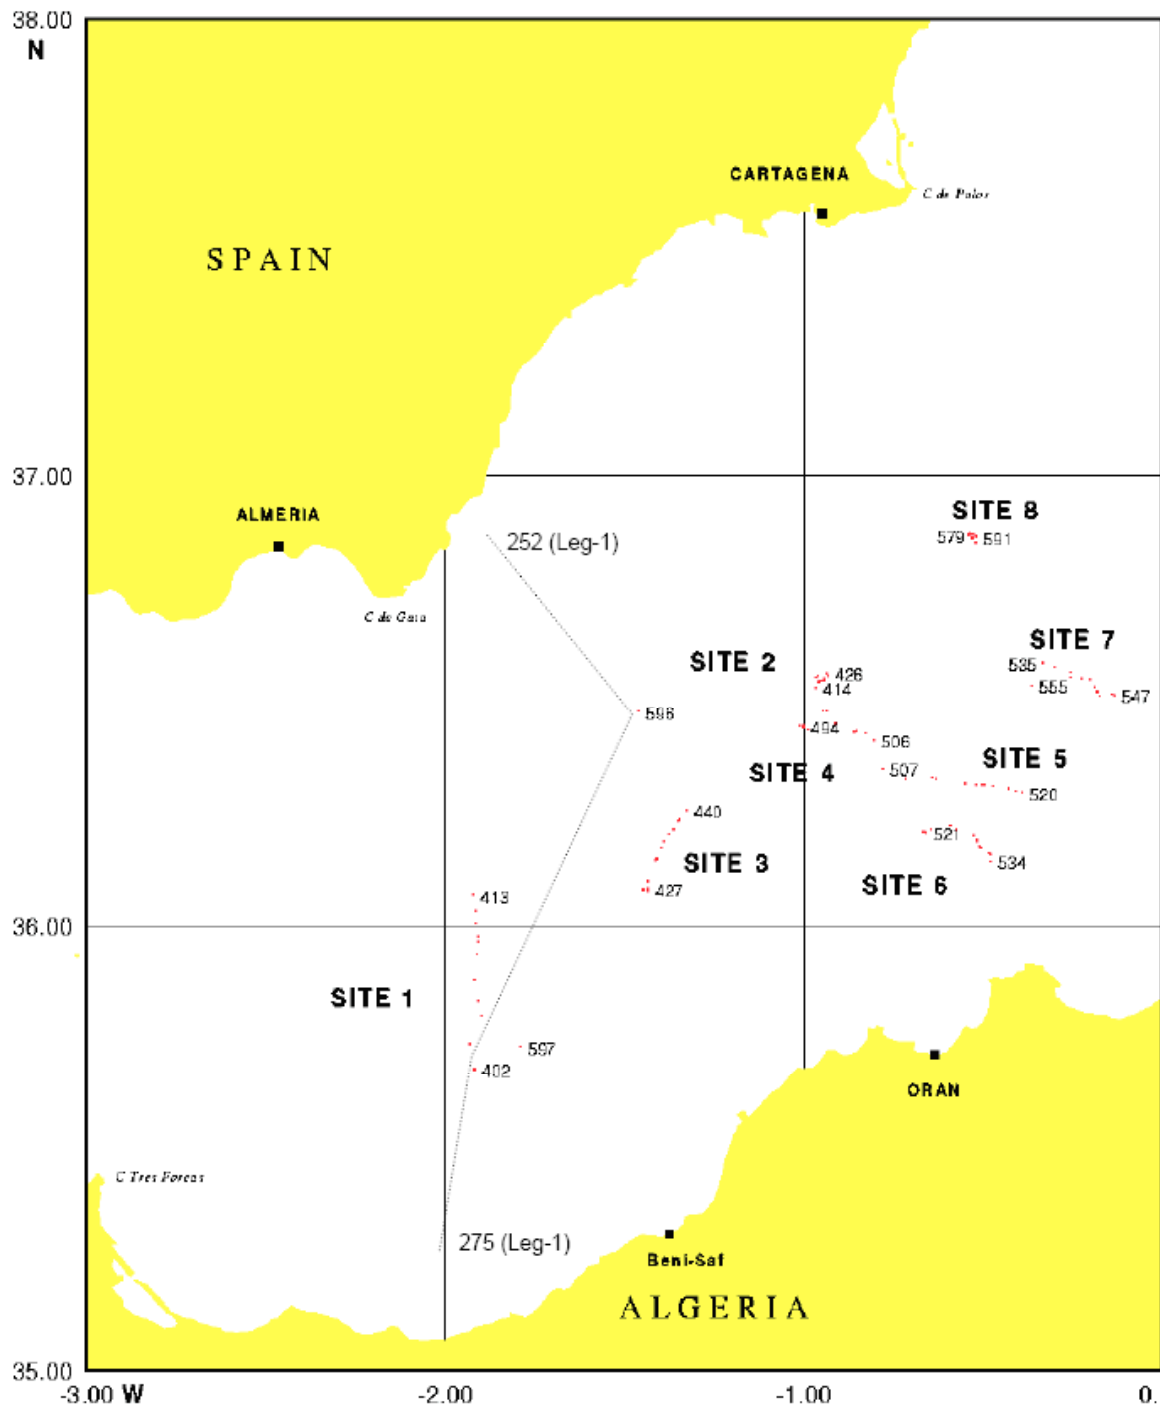 38.00
N
CARTAGENA
C de Palos
SPAIN
37.00
ALMERIA
SITE 8
579
591
252 (Leg-1)
C de Gata
SITE 7
SITE 2
535
426
555
414
547
596
494
506
SITE 5
SITE 4
507
520
440
521
SITE 3
534
SITE 6
427
413
36.00
SITE 1
597
402
ORAN
C Tres Forcas
275 (Leg-1)
Beni-Saf
ALGERIA
35.00
-3.00 W
-2.00
-1.00
0.